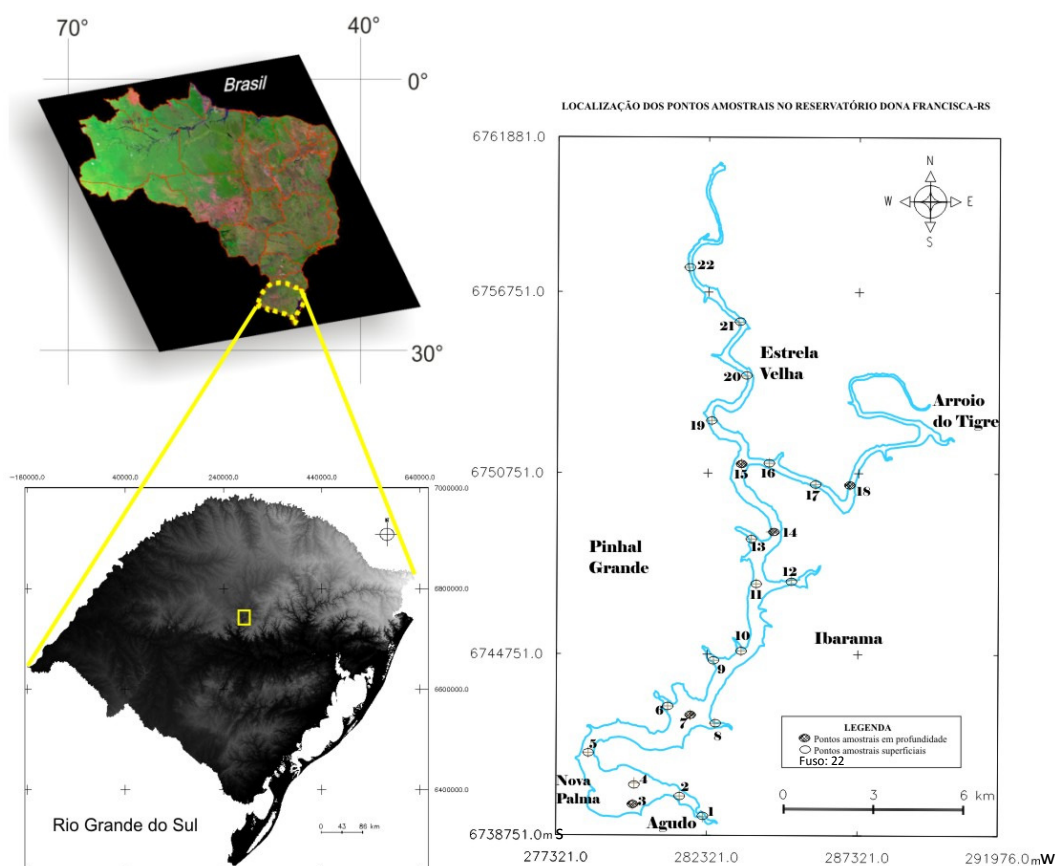 70°
40°
Brasil
0°
30°
-160000.0
40000.0
240000.0
440000.0
640000.0
7000000.0
N
6800000.0
6600000.0
6400000.0
Rio Grande do Sul
0 43 86 km
LOCALIZAÇÃO DOS PONTOS AMOSTRAIS NO RESERVATÓRIO DONA FRANCISCA-RS
6761881.0
N
W E
S
22
6756751.0
21
Estrela
Velha
20
Arroio
do Tigre
19
6750751.0
15
16
17
18
14
13
Pinhal
Grande
12
11
10
Ibarama
6744751.0
9
6
7
8
LEGENDA
Pontos amostrais em profundidade
Pontos amostrais superficiais
Fuso: 22
5
Nova
Palma
4
3
2
1
Agudo
0 3 6 km
6738751.0mS
277321.0
282321.0
287321.0
291976.0mW